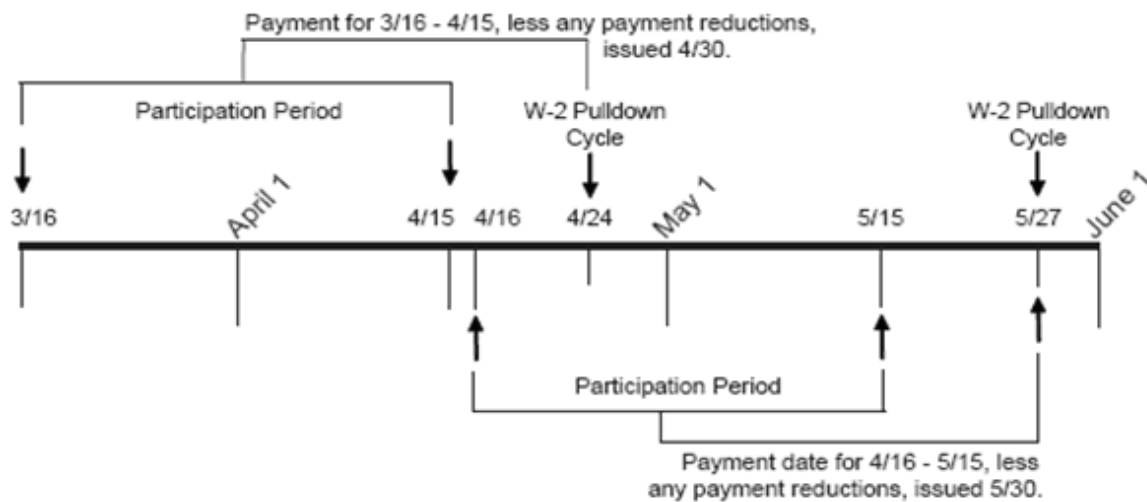 Payment for 3/16 - 4/15, less any payment reductions,
issued 4/30.
Participation Period
W-2 Pulldown
Cycle
W-2 Pulldown
Cycle
3/16
April 1
4/15
4/16
4/24
May 1
5/15
5/27
June 1
Participation Period
Payment date for 4/16 - 5/15, less
any payment reductions, issued 5/30.